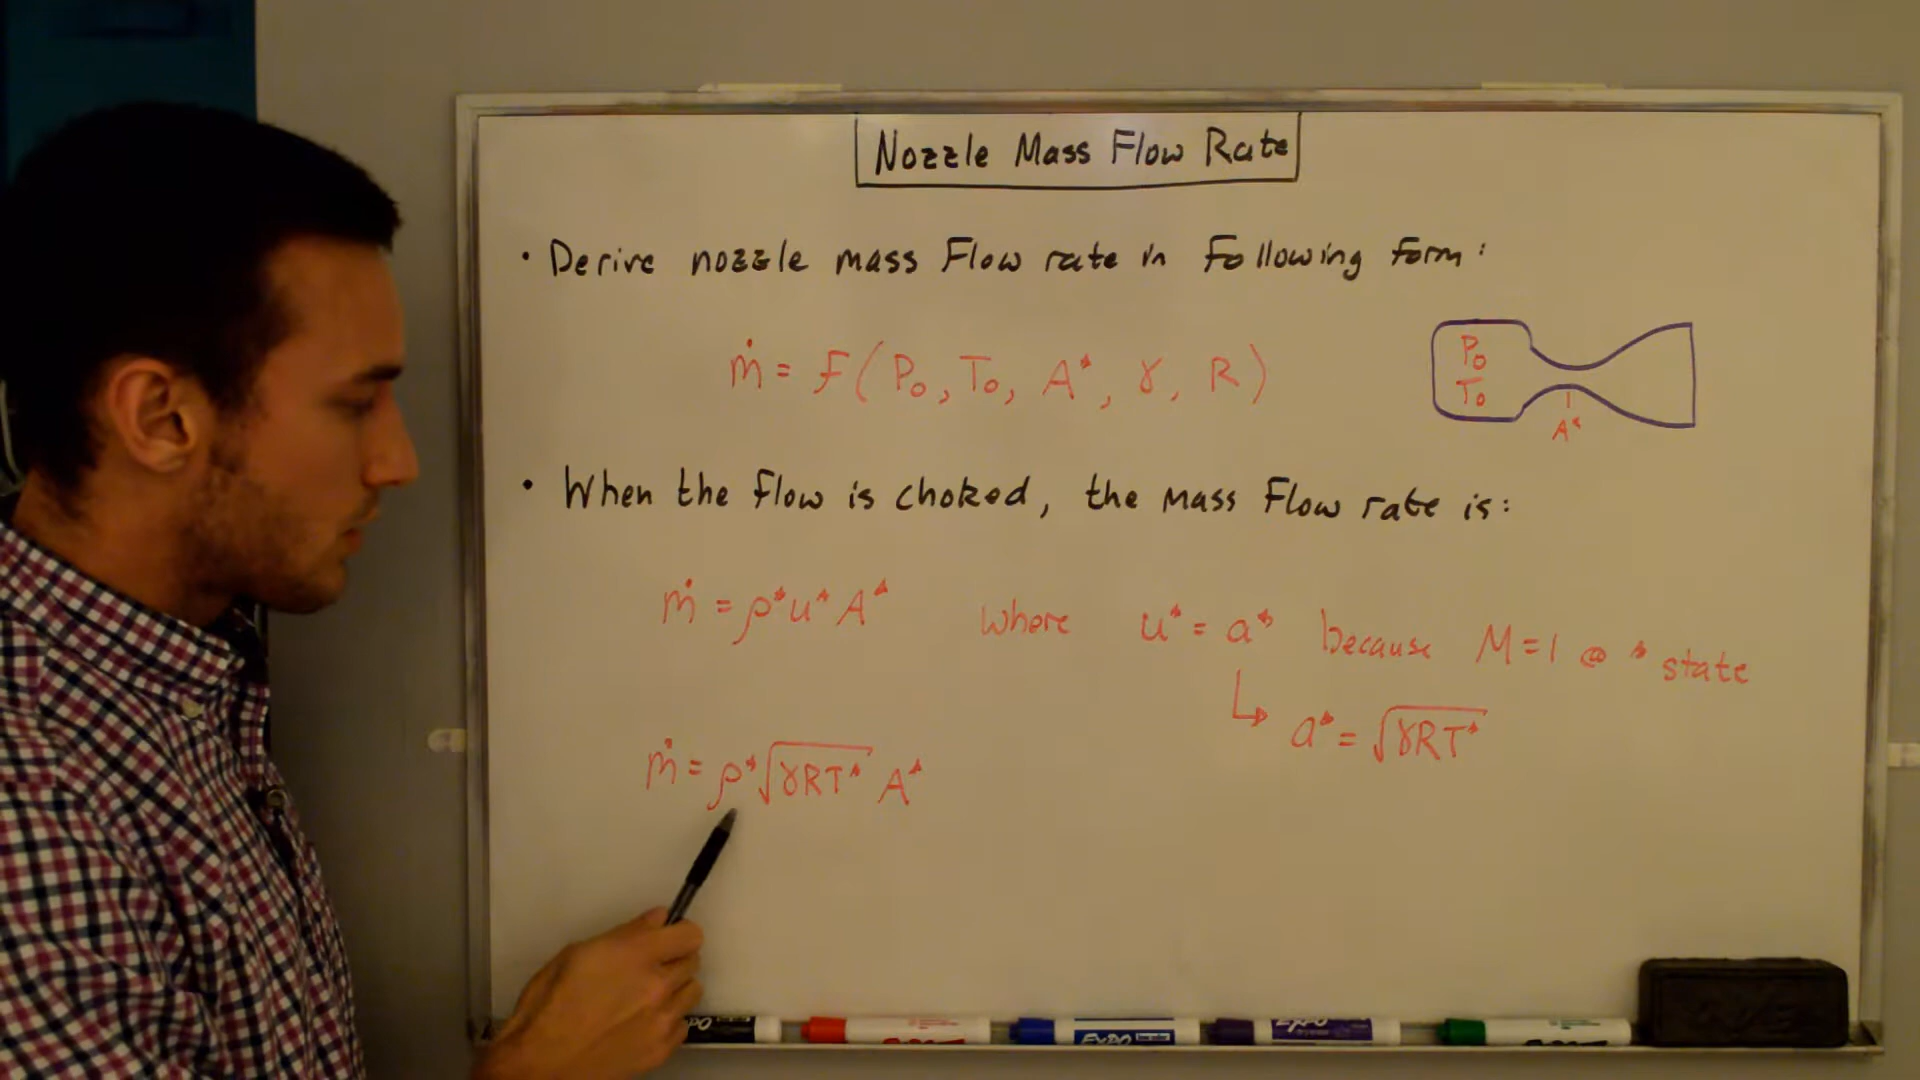 Nozzle Mass Flow Rate
• Derive nozzle mass flow rate in following form:
ṁ = f(P₀, T₀, A*, γ, R)
P₀
T₀
A*
• When the flow is choked, the mass flow rate is:
ṁ = ρ*u*A* where u* = a* because M=1 @ * state
↳ a* = √(γRT*)
ṁ = ρ*√(γRT*) A*
EXPO
EXPO